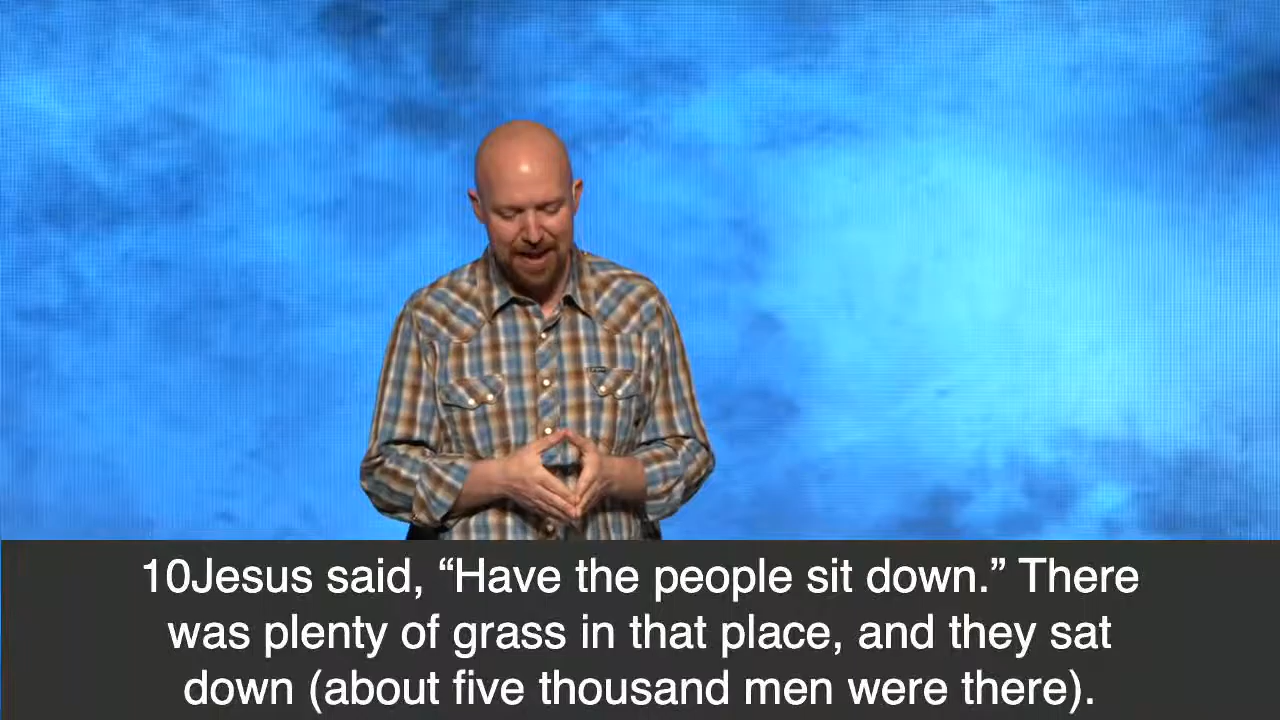 10Jesus said, “Have the people sit down.” There
was plenty of grass in that place, and they sat
down (about five thousand men were there).